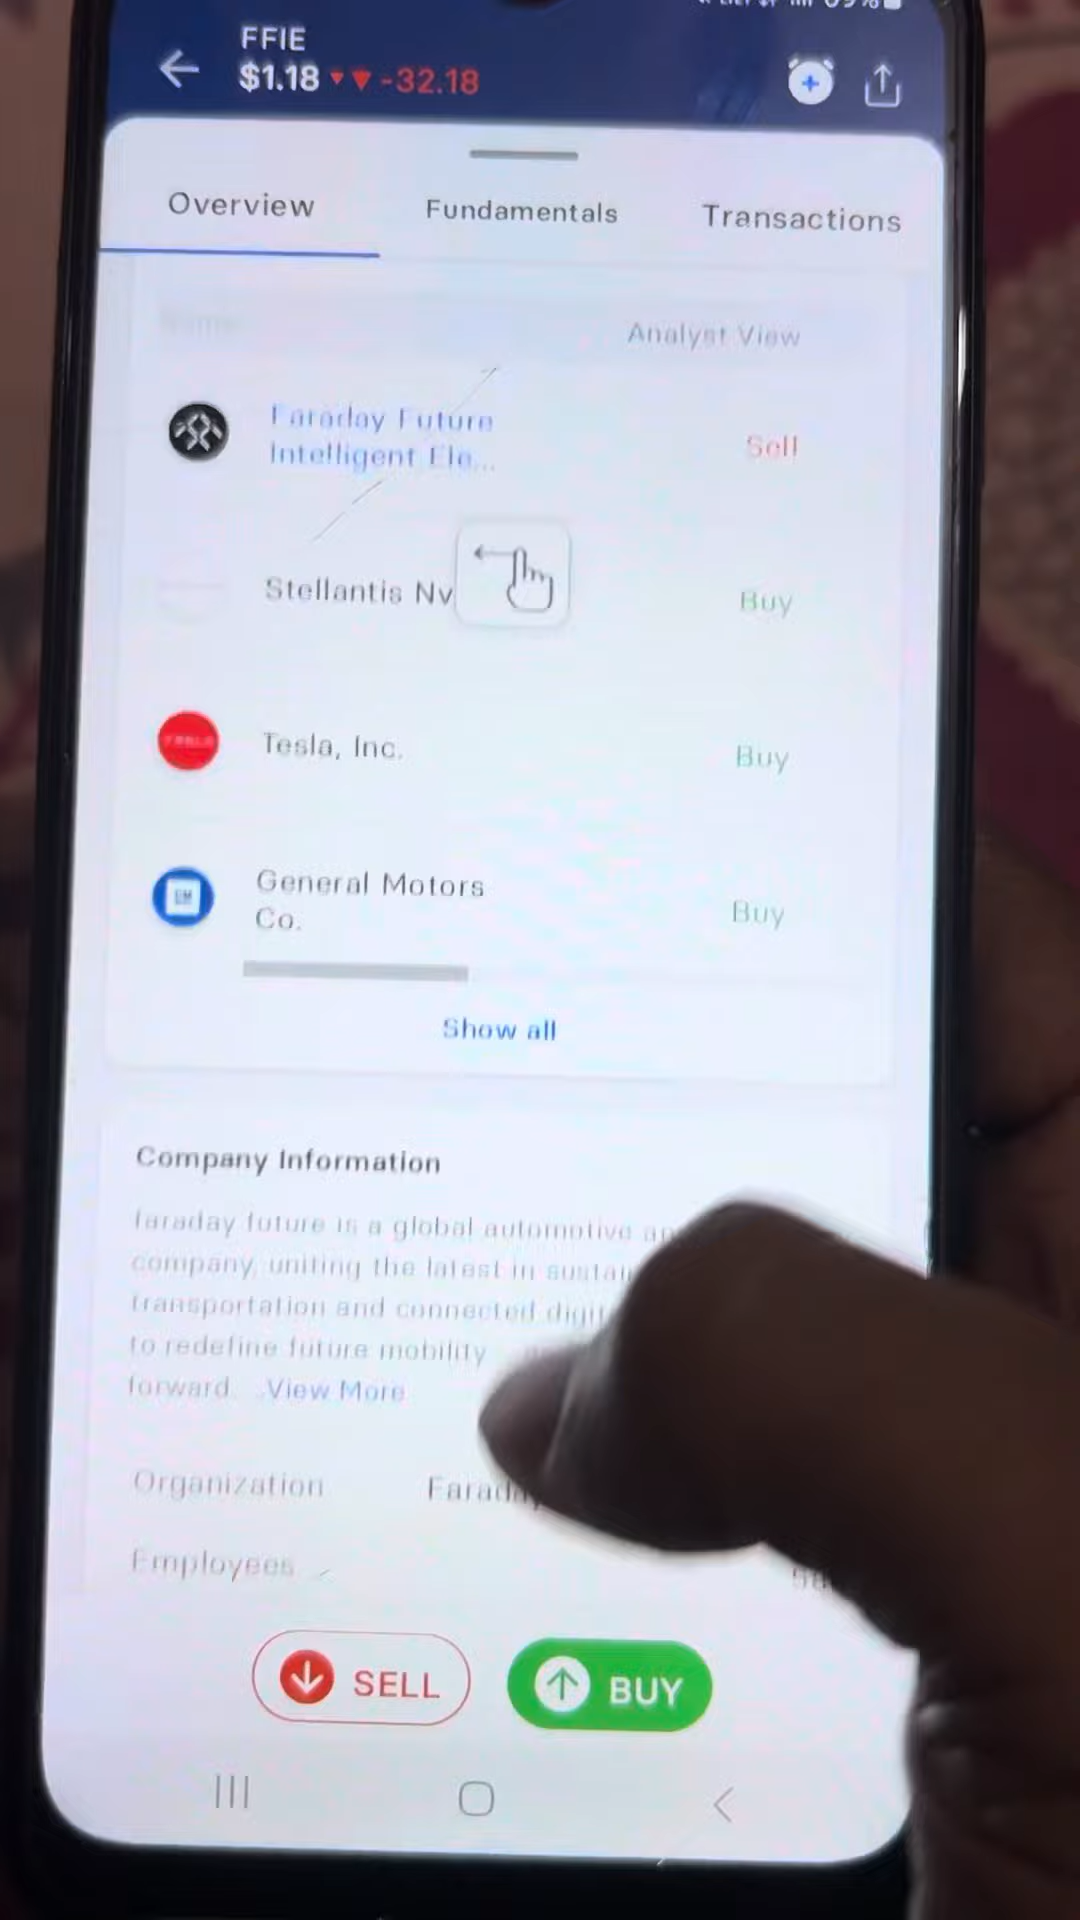 FFIE
$1.18 ▼ ▼ -32.18
Overview
Fundamentals
Transactions
Analyst View
Faraday Future
Intelligent Ele...
Sell
Stellantis Nv
Buy
Tesla, Inc.
Buy
GM
General Motors
Co.
Buy
Show all
Company Information
faraday future is a global automotive
company, uniting the latest in
transportation and connected
to redefine future mobility
forward. ..View More
Organization
Employees
SELL
BUY